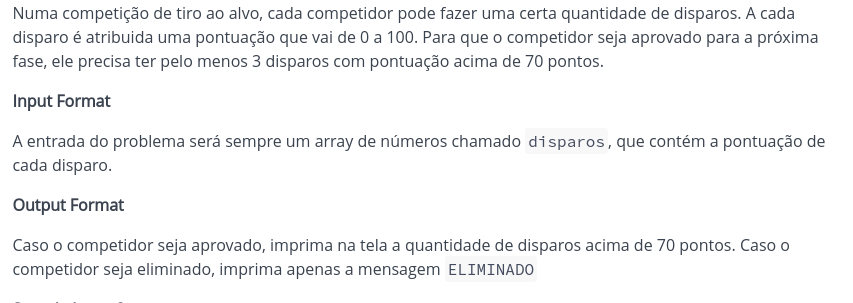 Numa competição de tiro ao alvo, cada competidor pode fazer uma certa quantidade de disparos. A cada
disparo é atribuida uma pontuação que vai de 0 a 100. Para que o competidor seja aprovado para a próxima
fase, ele precisa ter pelo menos 3 disparos com pontuação acima de 70 pontos.
Input Format
A entrada do problema será sempre um array de números chamado disparos, que contém a pontuação de
cada disparo.
Output Format
Caso o competidor seja aprovado, imprima na tela a quantidade de disparos acima de 70 pontos. Caso o
competidor seja eliminado, imprima apenas a mensagem ELIMINADO